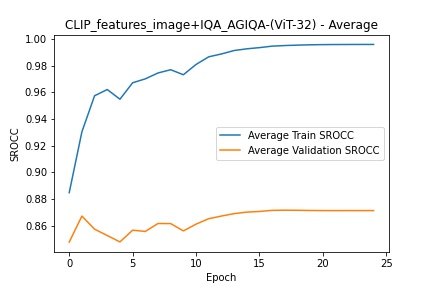 CLIP_features_image+IQA_AGIQA-(ViT-32) - Average
1.00
0.98
0.96
0.94
0.92
0.90
0.88
0.86
SROCC
Average Train SROCC
Average Validation SROCC
0
5
10
15
20
25
Epoch